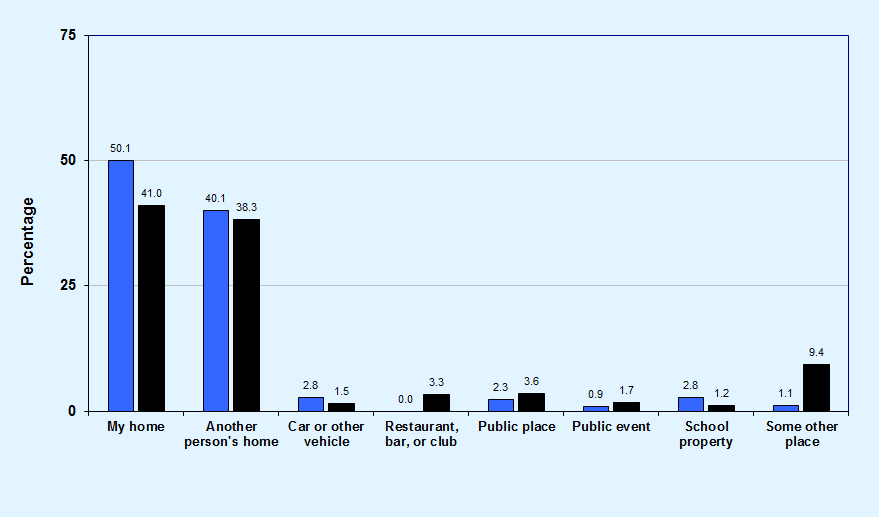 75
50
25
0
Percentage
50.1
41.0
40.1
38.3
2.8
1.5
0.0
3.3
2.3
3.6
0.9
1.7
2.8
1.2
1.1
9.4
My home
Another
person's home
Car or other
vehicle
Restaurant,
bar, or club
Public place
Public event
School
property
Some other
place